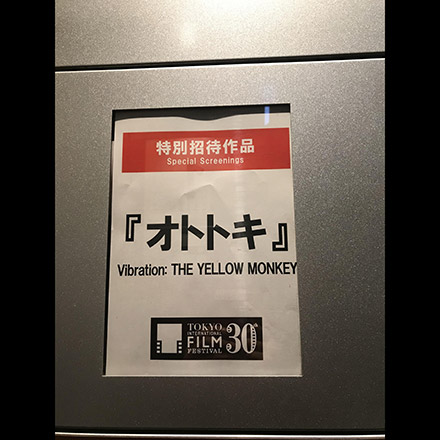 特別招待作品
Special Screenings
『オトトキ』
Vibration: THE YELLOW MONKEY
TOKYO
INTERNATIONAL
FILM
FESTIVAL
30th